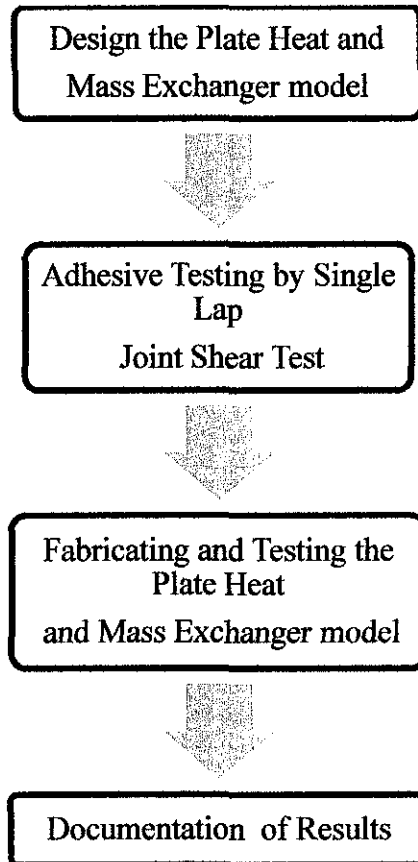 Design the Plate Heat and
Mass Exchanger model
Adhesive Testing by Single
Lap
Joint Shear Test
Fabricating and Testing the
Plate Heat
and Mass Exchanger model
Documentation of Results